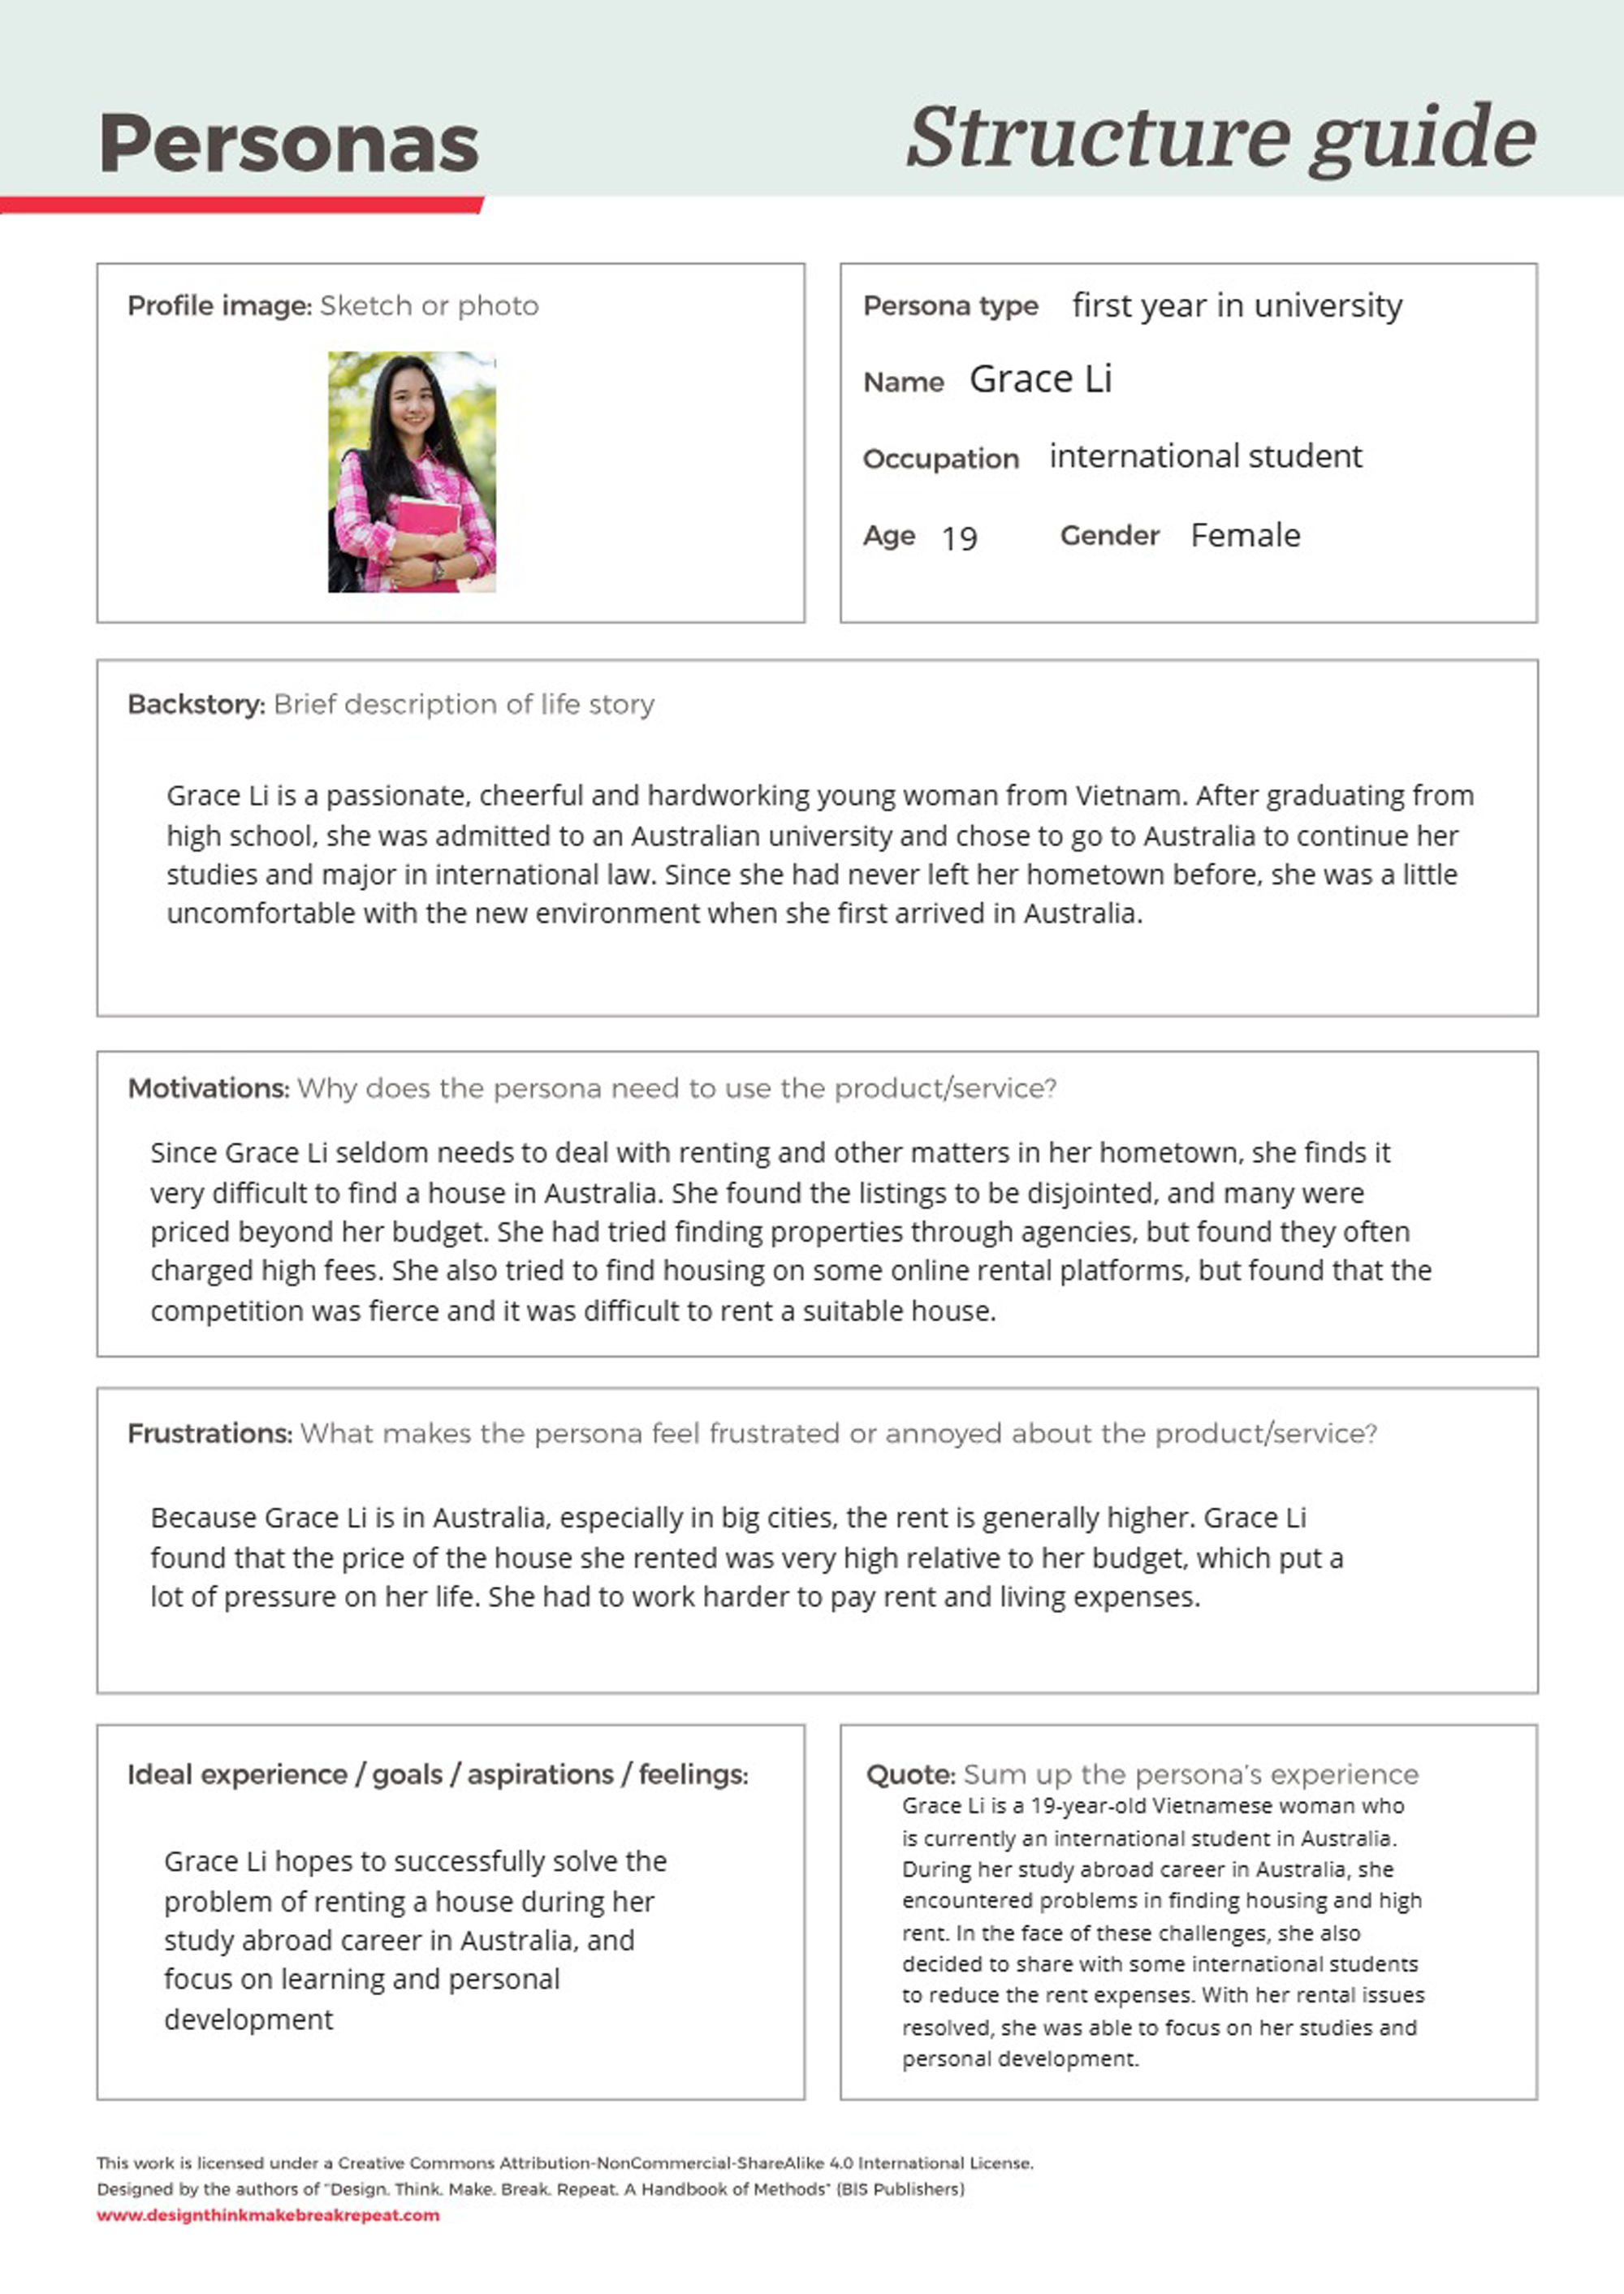 Personas
Structure guide
Profile image: Sketch or photo
Persona type first year in university
Name Grace Li
Occupation international student
Age 19 Gender Female
Backstory: Brief description of life story
Grace Li is a passionate, cheerful and hardworking young woman from Vietnam. After graduating from
high school, she was admitted to an Australian university and chose to go to Australia to continue her
studies and major in international law. Since she had never left her hometown before, she was a little
uncomfortable with the new environment when she first arrived in Australia.
Motivations: Why does the persona need to use the product/service?
Since Grace Li seldom needs to deal with renting and other matters in her hometown, she finds it
very difficult to find a house in Australia. She found the listings to be disjointed, and many were
priced beyond her budget. She had tried finding properties through agencies, but found they often
charged high fees. She also tried to find housing on some online rental platforms, but found that the
competition was fierce and it was difficult to rent a suitable house.
Frustrations: What makes the persona feel frustrated or annoyed about the product/service?
Because Grace Li is in Australia, especially in big cities, the rent is generally higher. Grace Li
found that the price of the house she rented was very high relative to her budget, which put a
lot of pressure on her life. She had to work harder to pay rent and living expenses.
Ideal experience / goals / aspirations / feelings:
Grace Li hopes to successfully solve the
problem of renting a house during her
study abroad career in Australia, and
focus on learning and personal
development
Quote: Sum up the persona's experience
Grace Li is a 19-year-old Vietnamese woman who
is currently an international student in Australia.
During her study abroad career in Australia, she
encountered problems in finding housing and high
rent. In the face of these challenges, she also
decided to share with some international students
to reduce the rent expenses. With her rental issues
resolved, she was able to focus on her studies and
personal development.
This work is licensed under a Creative Commons Attribution-NonCommercial-ShareAlike 4.0 International License.
Designed by the authors of "Design. Think. Make. Break. Repeat. A Handbook of Methods" (BIS Publishers)
www.designthinkmakebreakrepeat.com